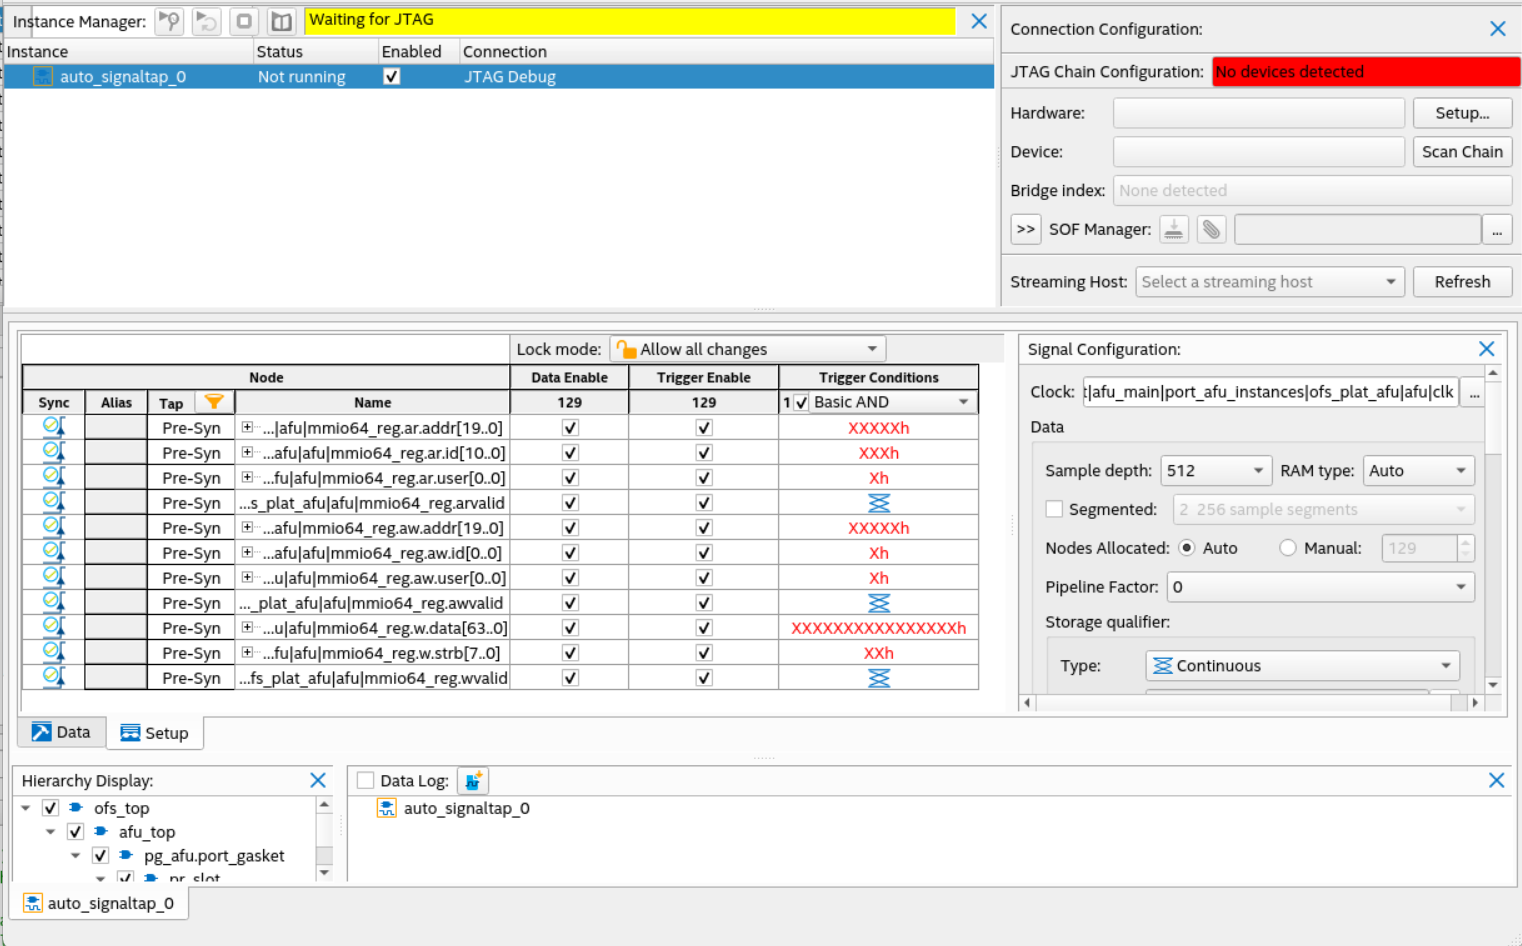 Instance Manager:
Waiting for JTAG
Instance Status Enabled Connection
auto_signaltap_0 Not running JTAG Debug
Connection Configuration:
JTAG Chain Configuration: No devices detected
Hardware: Setup...
Device: Scan Chain
Bridge index: None detected
>> SOF Manager: ...
Streaming Host: Select a streaming host Refresh
Lock mode: Allow all changes
Node Data Enable Trigger Enable Trigger Conditions
Sync Alias Tap Name 129 129 1 Basic AND
Pre-Syn ...|afu|mmio64_reg.ar.addr[19..0] XXXXXh
Pre-Syn ...afu|mmio64_reg.ar.id[10..0] XXXh
Pre-Syn ...fu|afu|mmio64_reg.ar.user[0..0] Xh
Pre-Syn ...s_plat_afu|afu|mmio64_reg.arvalid
Pre-Syn ...afu|mmio64_reg.aw.addr[19..0] XXXXXh
Pre-Syn ...afu|afu|mmio64_reg.aw.id[0..0] Xh
Pre-Syn ...u|afu|mmio64_reg.aw.user[0..0] Xh
Pre-Syn ..._plat_afu|afu|mmio64_reg.awvalid
Pre-Syn ...u|afu|mmio64_reg.w.data[63..0] XXXXXXXXXXXXXXXXh
Pre-Syn ...fu|afu|mmio64_reg.w.strb[7..0] XXh
Pre-Syn ...fs_plat_afu|afu|mmio64_reg.wvalid
Signal Configuration:
Clock: t|afu_main|port_afu_instances|ofs_plat_afu|afu|clk ...
Data
Sample depth: 512 RAM type: Auto
Segmented: 2 256 sample segments
Nodes Allocated: Auto Manual: 129
Pipeline Factor: 0
Storage qualifier:
Type: Continuous
Data Setup
Hierarchy Display:
ofs_top
afu_top
pg_afu.port_gasket
pr_slot
Data Log:
auto_signaltap_0
auto_signaltap_0